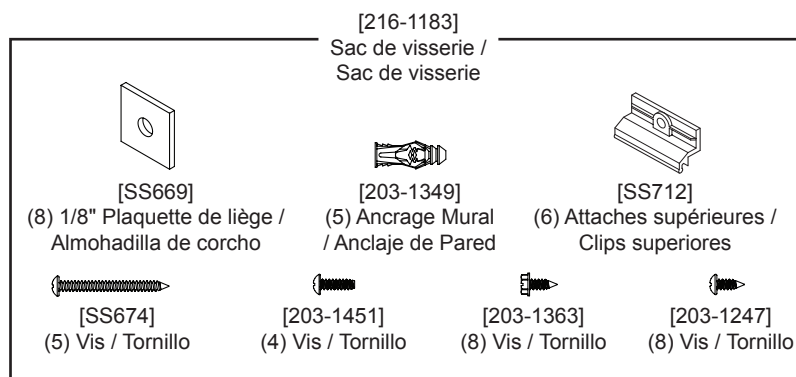 [216-1183]
Sac de visserie /
Sac de visserie
[SS669]
(8) 1/8" Plaquette de liège /
Almohadilla de corcho
[203-1349]
(5) Ancrage Mural
/ Anclaje de Pared
[SS712]
(6) Attaches supérieures /
Clips superiores
[SS674]
(5) Vis / Tornillo
[203-1451]
(4) Vis / Tornillo
[203-1363]
(8) Vis / Tornillo
[203-1247]
(8) Vis / Tornillo